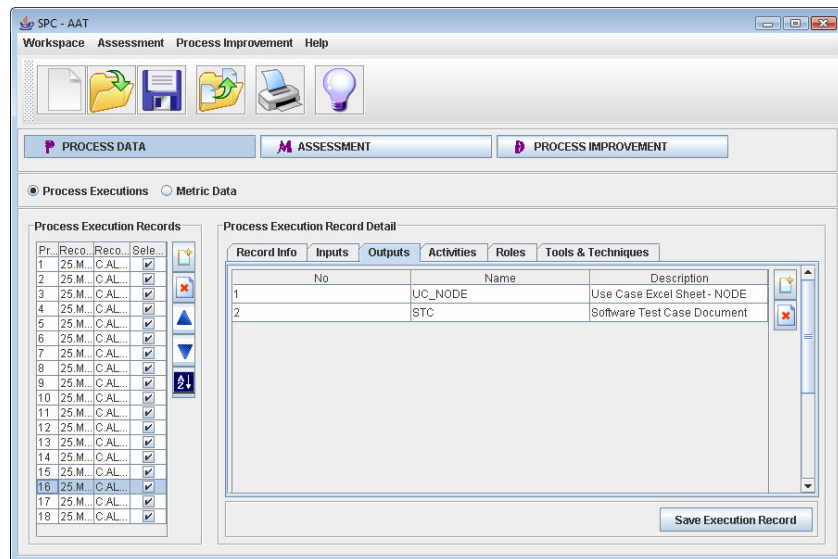 SPC - AAT
Workspace Assessment Process Improvement Help
P PROCESS DATA M ASSESSMENT PROCESS IMPROVEMENT
Process Executions Metric Data
Process Execution Records Process Execution Record Detail
Record Info Inputs Outputs Activities Roles Tools & Techniques
Pr... Reco... Reco... Sele...
No Name Description
1 25.M... C.AL...
2 25.M... C.AL...
3 25.M... C.AL...
4 25.M... C.AL...
5 25.M... C.AL...
6 25.M... C.AL...
7 25.M... C.AL...
8 25.M... C.AL...
9 25.M... C.AL...
10 25.M... C.AL...
11 25.M... C.AL...
12 25.M... C.AL...
13 25.M... C.AL...
14 25.M... C.AL...
15 25.M... C.AL...
16 25.M... C.AL...
17 25.M... C.AL...
18 25.M... C.AL...
1 UC_NODE Use Case Excel Sheet - NODE
2 STC Software Test Case Document
A
Z
Save Execution Record